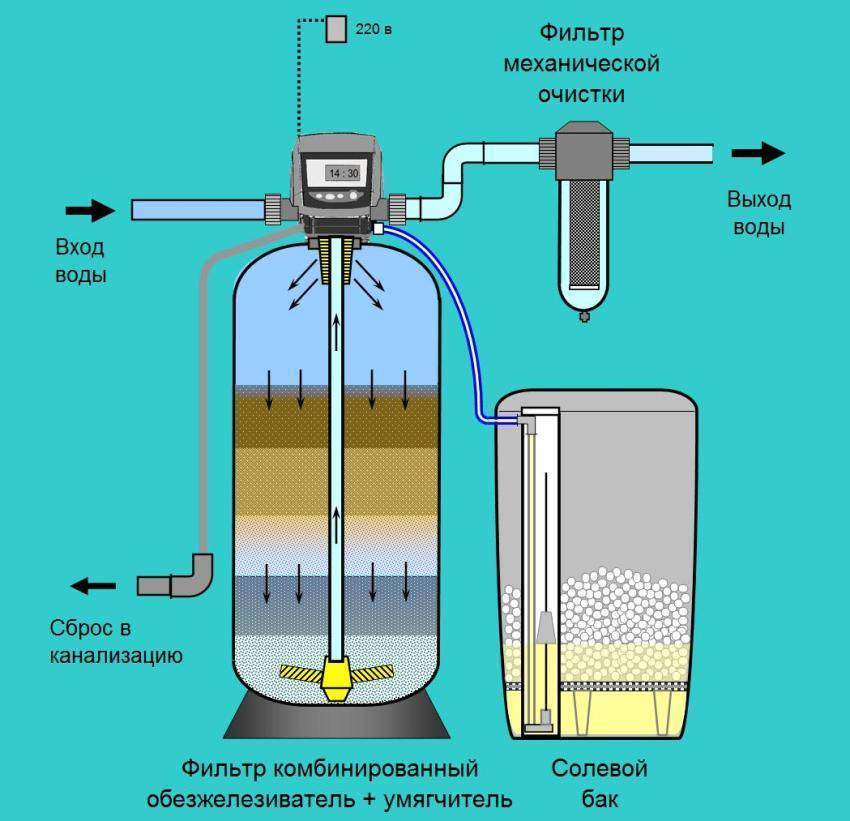 220 в
Фильтр
механической
очистки
14 : 30
Выход
воды
Вход
воды
Сброс в
канализацию
Фильтр комбинированный
обезжелезиватель + умягчитель
Солевой
бак